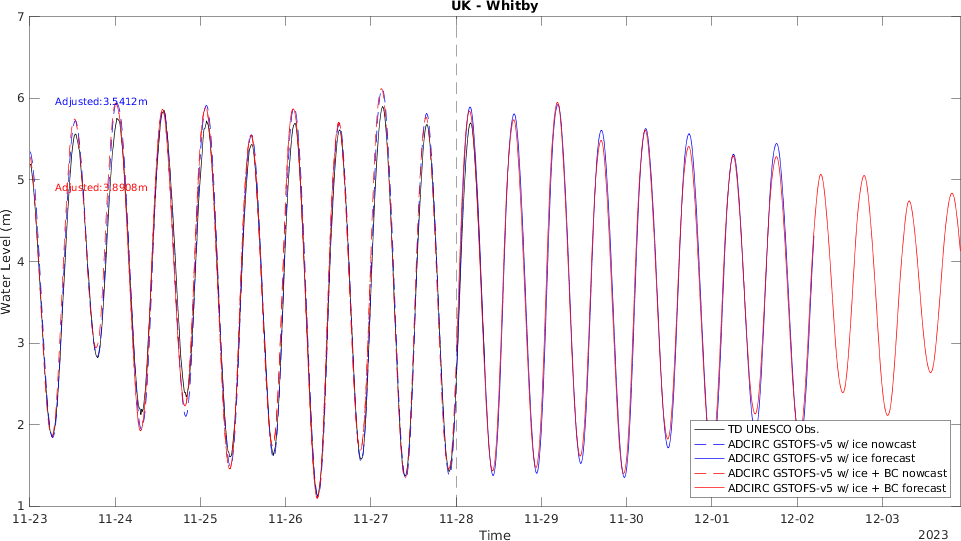 UK - Whitby
7
6
5
4
3
2
1
Water Level (m)
Adjusted:3.5412m
Adjusted:3.8908m
TD UNESCO Obs.
ADCIRC GSTOFS-v5 w/ ice nowcast
ADCIRC GSTOFS-v5 w/ ice forecast
ADCIRC GSTOFS-v5 w/ ice + BC nowcast
ADCIRC GSTOFS-v5 w/ ice + BC forecast
11-23 11-24 11-25 11-26 11-27 11-28 11-29 11-30 12-01 12-02 12-03
Time
2023